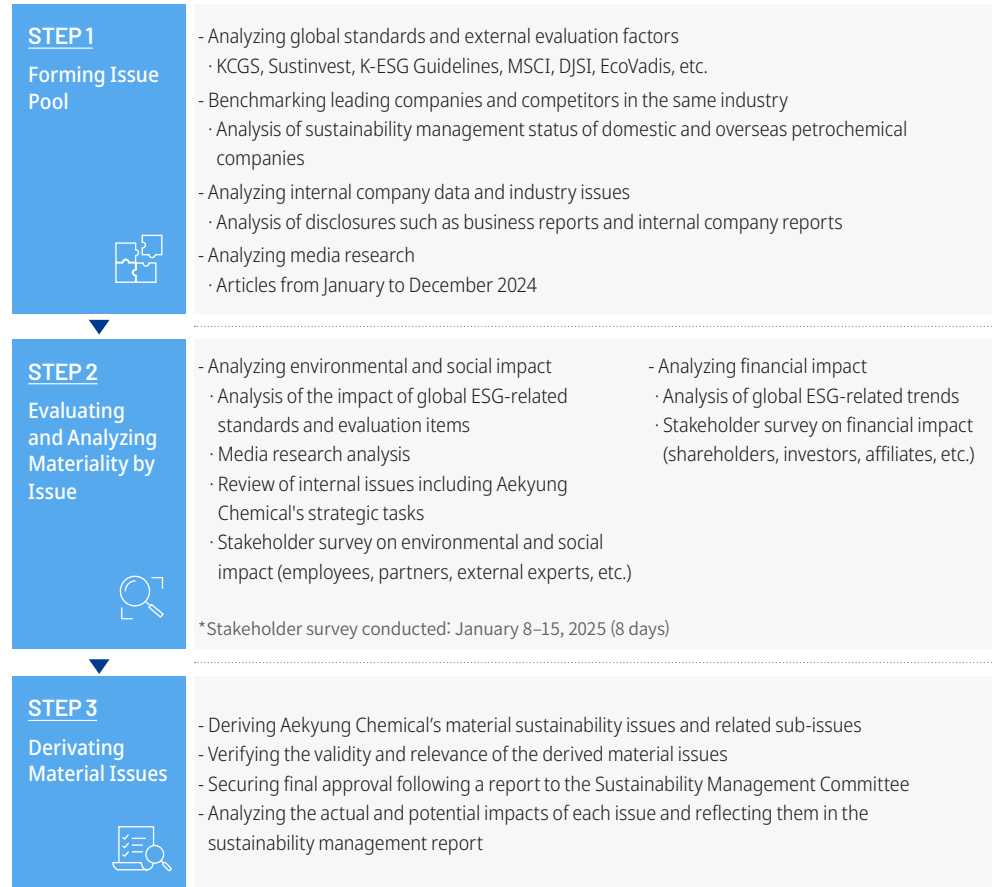 STEP 1
Forming Issue
Pool
- Analyzing global standards and external evaluation factors
· KCGS, Sustinvest, K-ESG Guidelines, MSCI, DJSI, EcoVadis, etc.
- Benchmarking leading companies and competitors in the same industry
· Analysis of sustainability management status of domestic and overseas petrochemical
companies
- Analyzing internal company data and industry issues
· Analysis of disclosures such as business reports and internal company reports
- Analyzing media research
· Articles from January to December 2024
STEP 2
Evaluating
and Analyzing
Materiality by
Issue
- Analyzing environmental and social impact
· Analysis of the impact of global ESG-related
standards and evaluation items
· Media research analysis
· Review of internal issues including Aekyung
Chemical's strategic tasks
· Stakeholder survey on environmental and social
impact (employees, partners, external experts, etc.)
- Analyzing financial impact
· Analysis of global ESG-related trends
· Stakeholder survey on financial impact
(shareholders, investors, affiliates, etc.)
*Stakeholder survey conducted: January 8–15, 2025 (8 days)
STEP 3
Derivating
Material Issues
- Deriving Aekyung Chemical’s material sustainability issues and related sub-issues
- Verifying the validity and relevance of the derived material issues
- Securing final approval following a report to the Sustainability Management Committee
- Analyzing the actual and potential impacts of each issue and reflecting them in the
sustainability management report